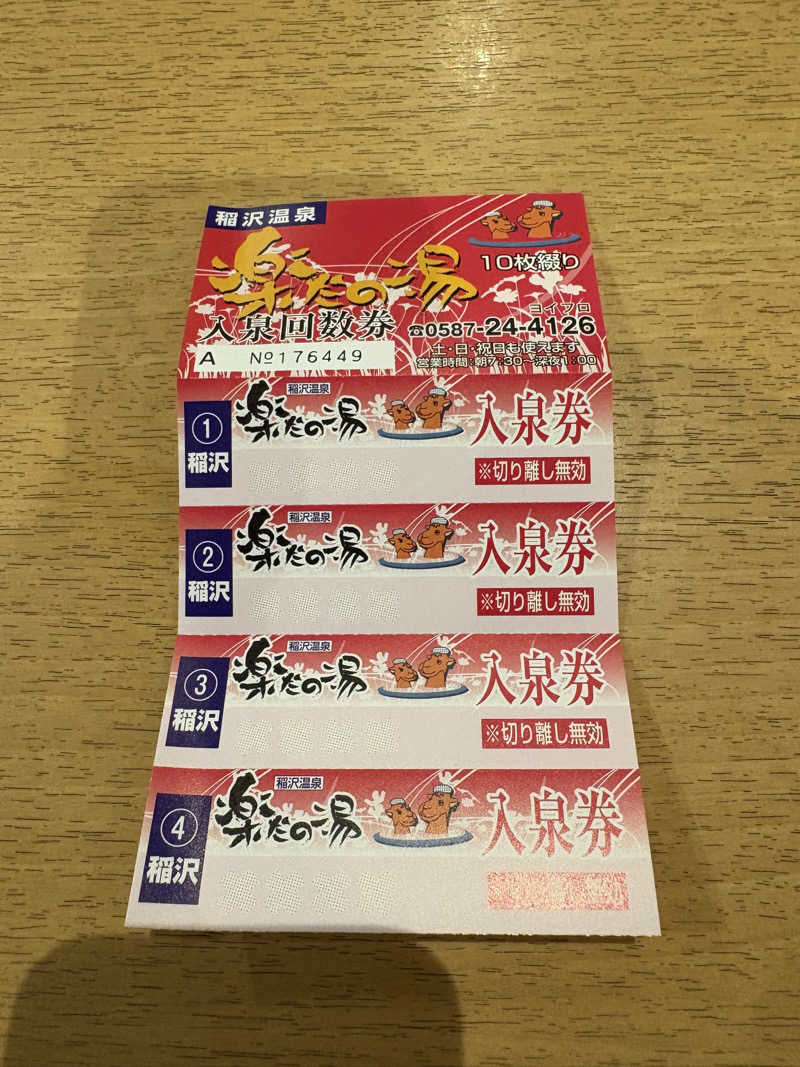 稲沢温泉
楽だの湯
10枚綴り
入泉回数券
ヨイフロ
☎0587-24-4126
A №176449
土・日・祝日も使えます
営業時間:朝7:30~深夜1:00
① 稲沢
稲沢温泉
楽だの湯
入泉券
※切り離し無効
② 稲沢
稲沢温泉
楽だの湯
入泉券
※切り離し無効
③ 稲沢
稲沢温泉
楽だの湯
入泉券
※切り離し無効
④ 稲沢
稲沢温泉
楽だの湯
入泉券